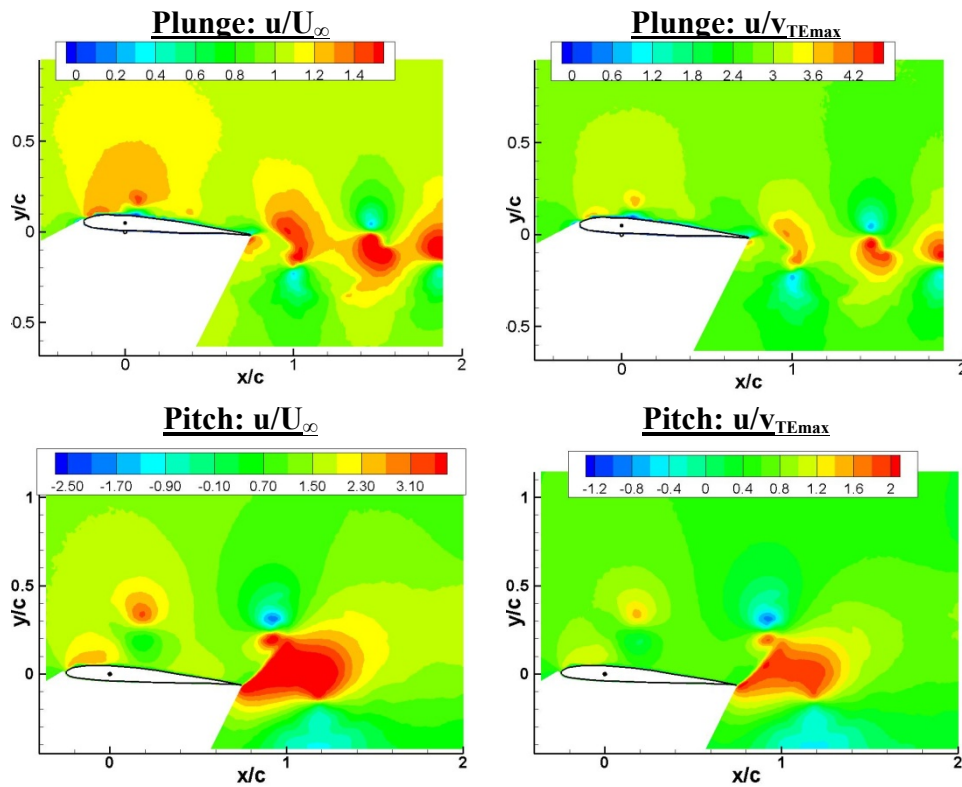 Plunge: u/U∞ Plunge: u/vTEmax
0 0.2 0.4 0.6 0.8 1 1.2 1.4 0 0.6 1.2 1.8 2.4 3 3.6 4.2
0.5 0.5
y/c y/c
0 0
0.5 0.5
0 1 2 0 1 2
x/c x/c
Pitch: u/U∞ Pitch: u/vTEmax
-2.50 -1.70 -0.90 -0.10 0.70 1.50 2.30 3.10 -1.2 -0.8 -0.4 0 0.4 0.8 1.2 1.6 2
1 1
y/c y/c
0.5 0.5
0 0
0 1 2 0 1 2
x/c x/c